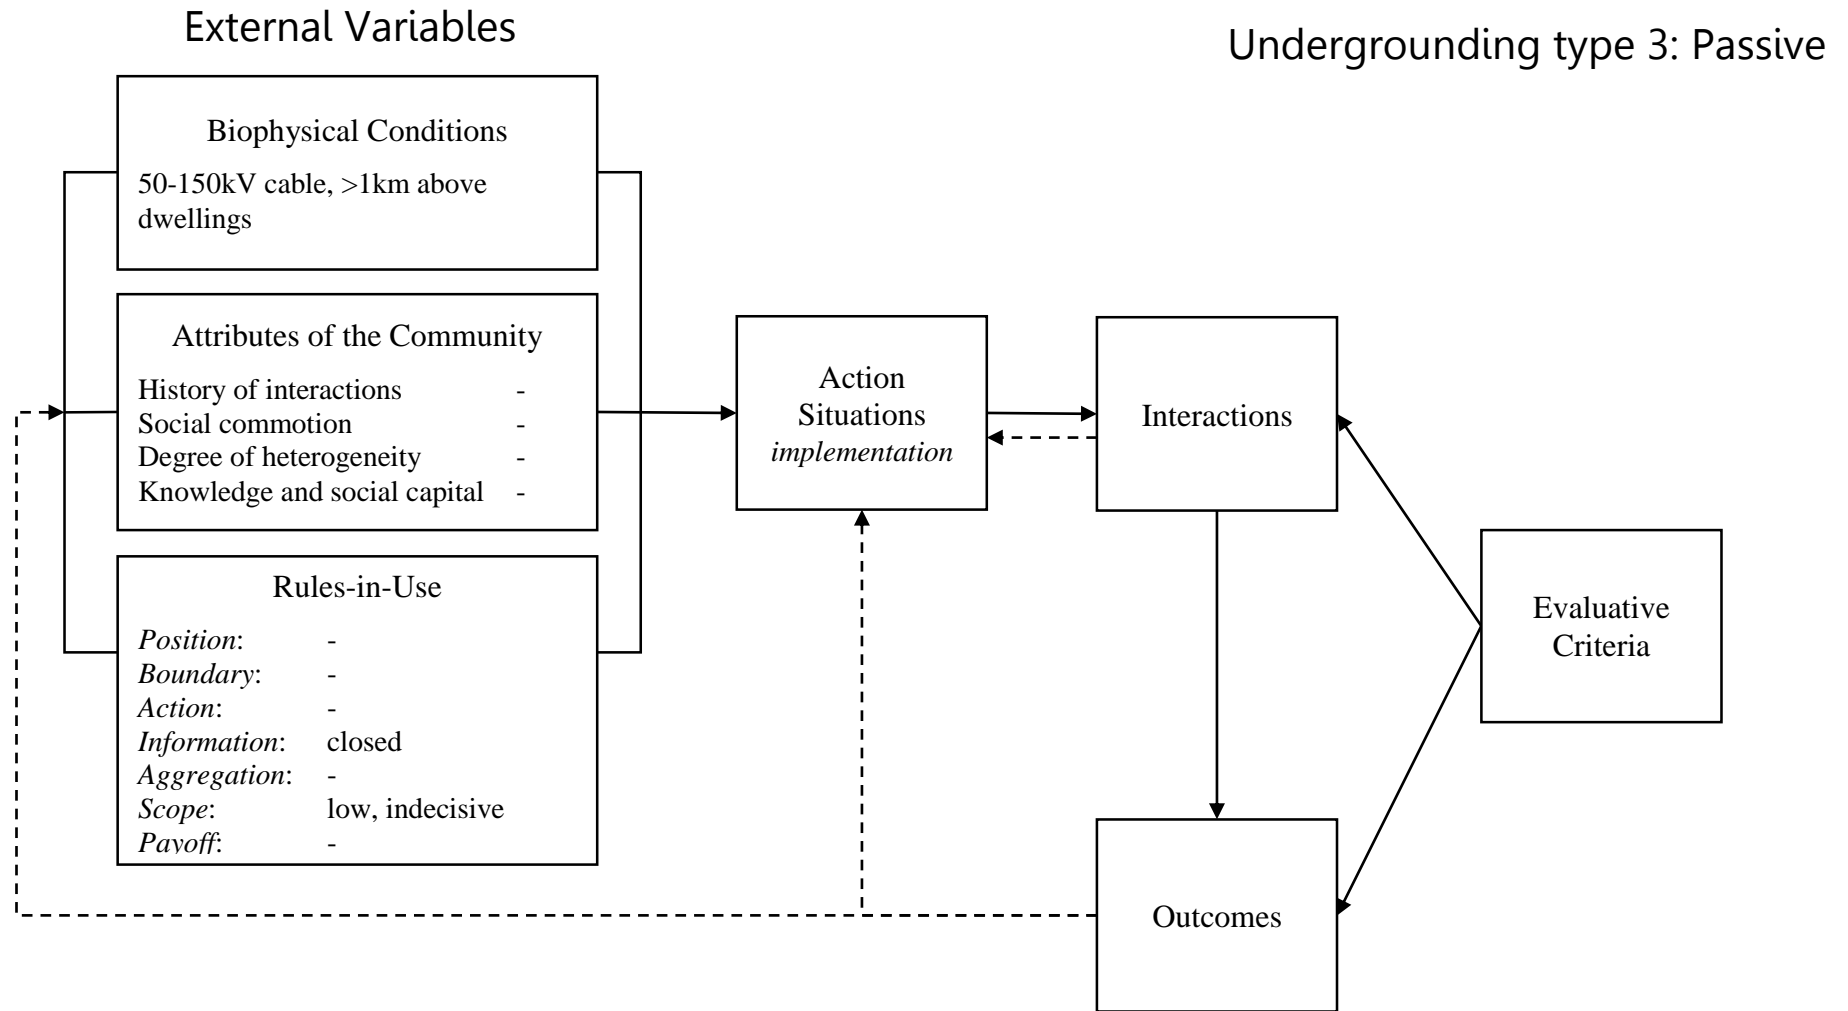 External Variables
Undergrounding type 3: Passive
Biophysical Conditions
50-150kV cable, >1km above
dwellings
Attributes of the Community
History of interactions -
Social commotion -
Degree of heterogeneity -
Knowledge and social capital -
Rules-in-Use
Position: -
Boundary: -
Action: -
Information: closed
Aggregation: -
Scope: low, indecisive
Payoff: -
Action
Situations
implementation
Interactions
Evaluative
Criteria
Outcomes